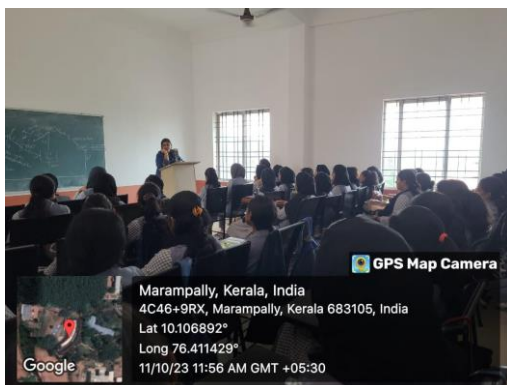 GPS Map Camera
Marampally, Kerala, India
4C46+9RX, Marampally, Kerala 683105, India
Lat 10.106892°
Long 76.411429°
11/10/23 11:56 AM GMT +05:30
Google